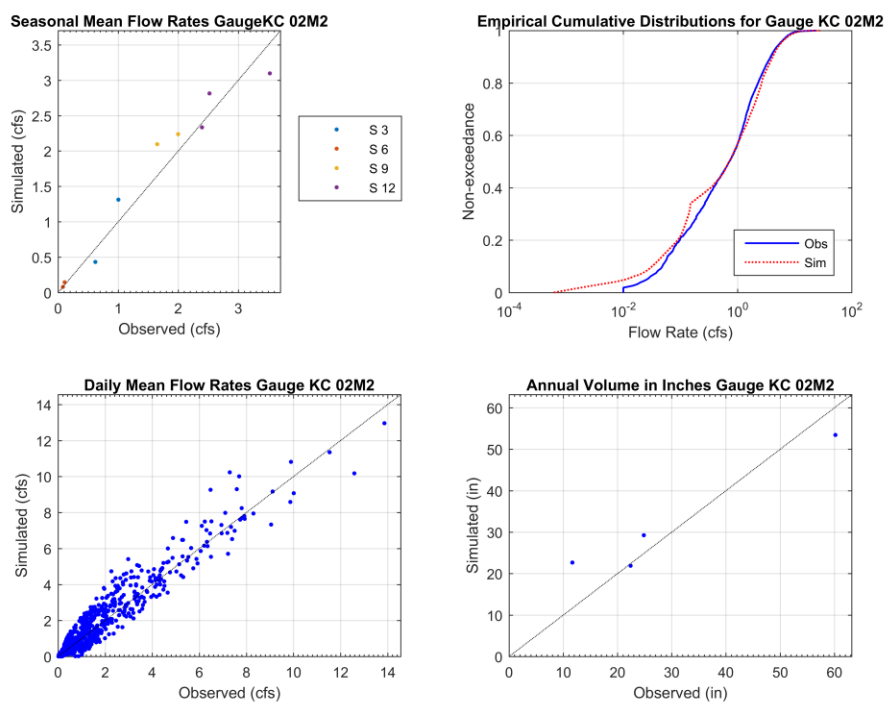 Seasonal Mean Flow Rates GaugeKC 02M2
3.5
3
2.5
2
1.5
1
0.5
0
0 1 2 3
Simulated (cfs)
Observed (cfs)
S 3
S 6
S 9
S 12
Empirical Cumulative Distributions for Gauge KC 02M2
1
0.8
0.6
0.4
0.2
0
10-4 10-2 100 102
Non-exceedance
Flow Rate (cfs)
Obs
Sim
Daily Mean Flow Rates Gauge KC 02M2
14
12
10
8
6
4
2
0
0 2 4 6 8 10 12 14
Simulated (cfs)
Observed (cfs)
Annual Volume in Inches Gauge KC 02M2
60
50
40
30
20
10
0
0 10 20 30 40 50 60
Simulated (in)
Observed (in)